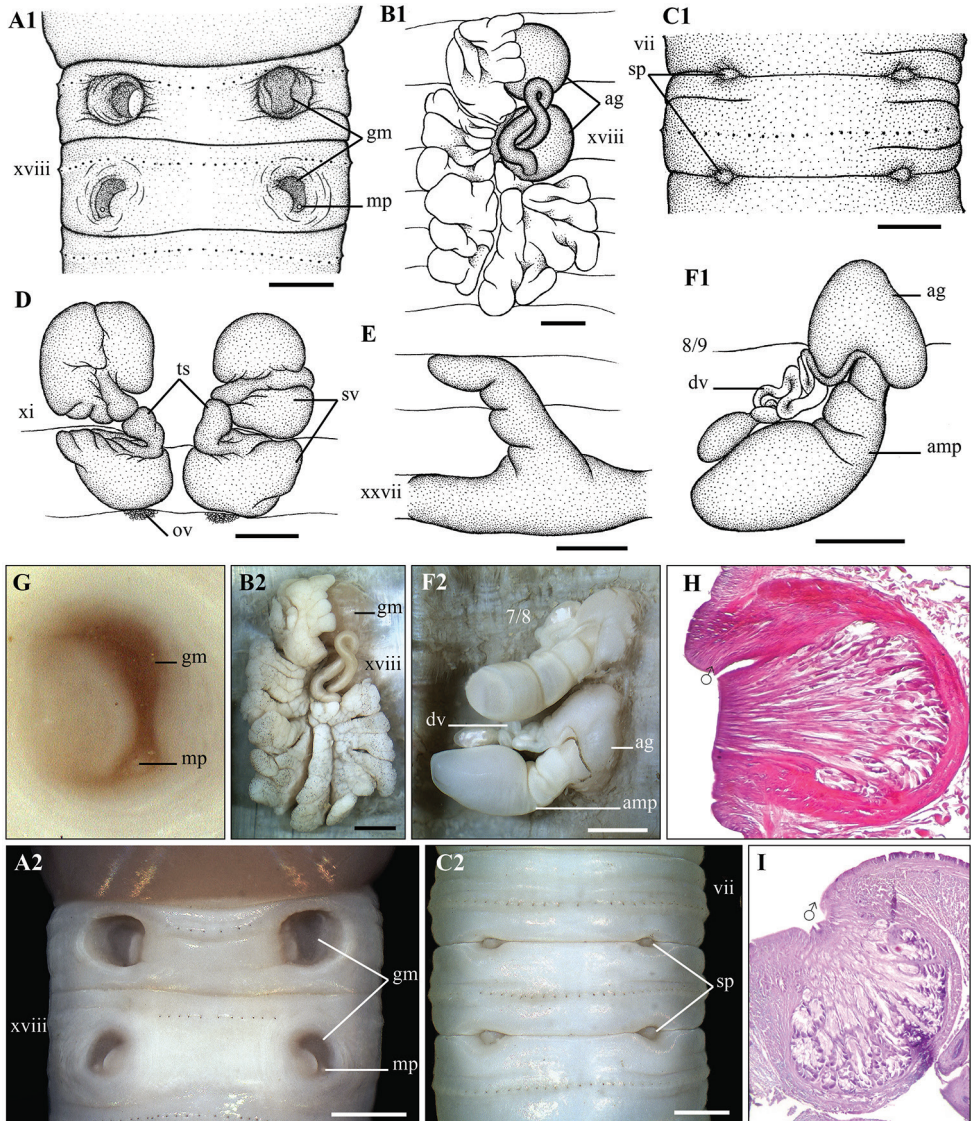 A1
xviii
gm
mp
B1
ag
xviii
C1
vii
sp
D
xi
ts
sv
ov
E
xxvii
F1
ag
8/9
dv
amp
G
gm
mp
B2
gm
xviii
F2
7/8
dv
ag
amp
H
♂
A2
xviii
gm
mp
C2
vii
sp
I
♂